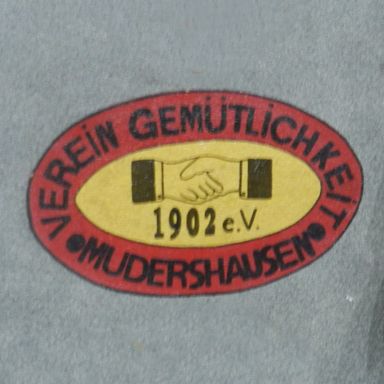 VEREiN GEMÜTLiCHKEiT
1902 e.V.
MUDERSHAUSEN